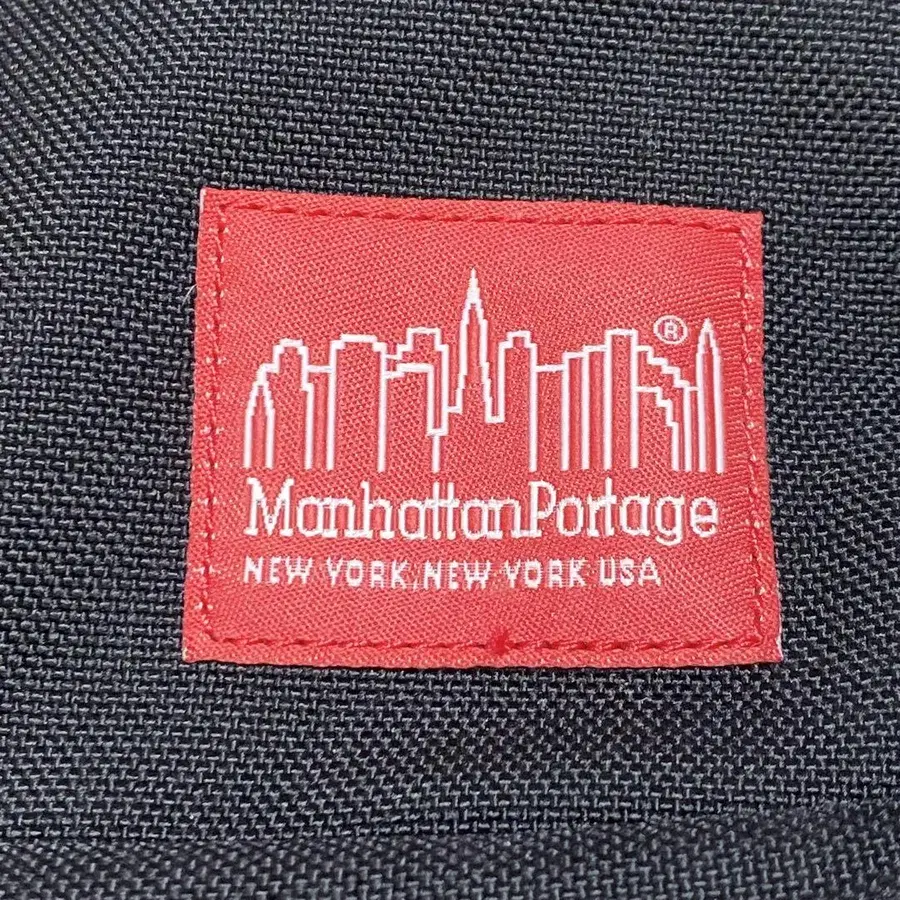 ®
ManhattanPortage
NEW YORK, NEW YORK USA